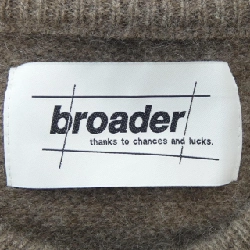 broader
thanks to chances and lucks.